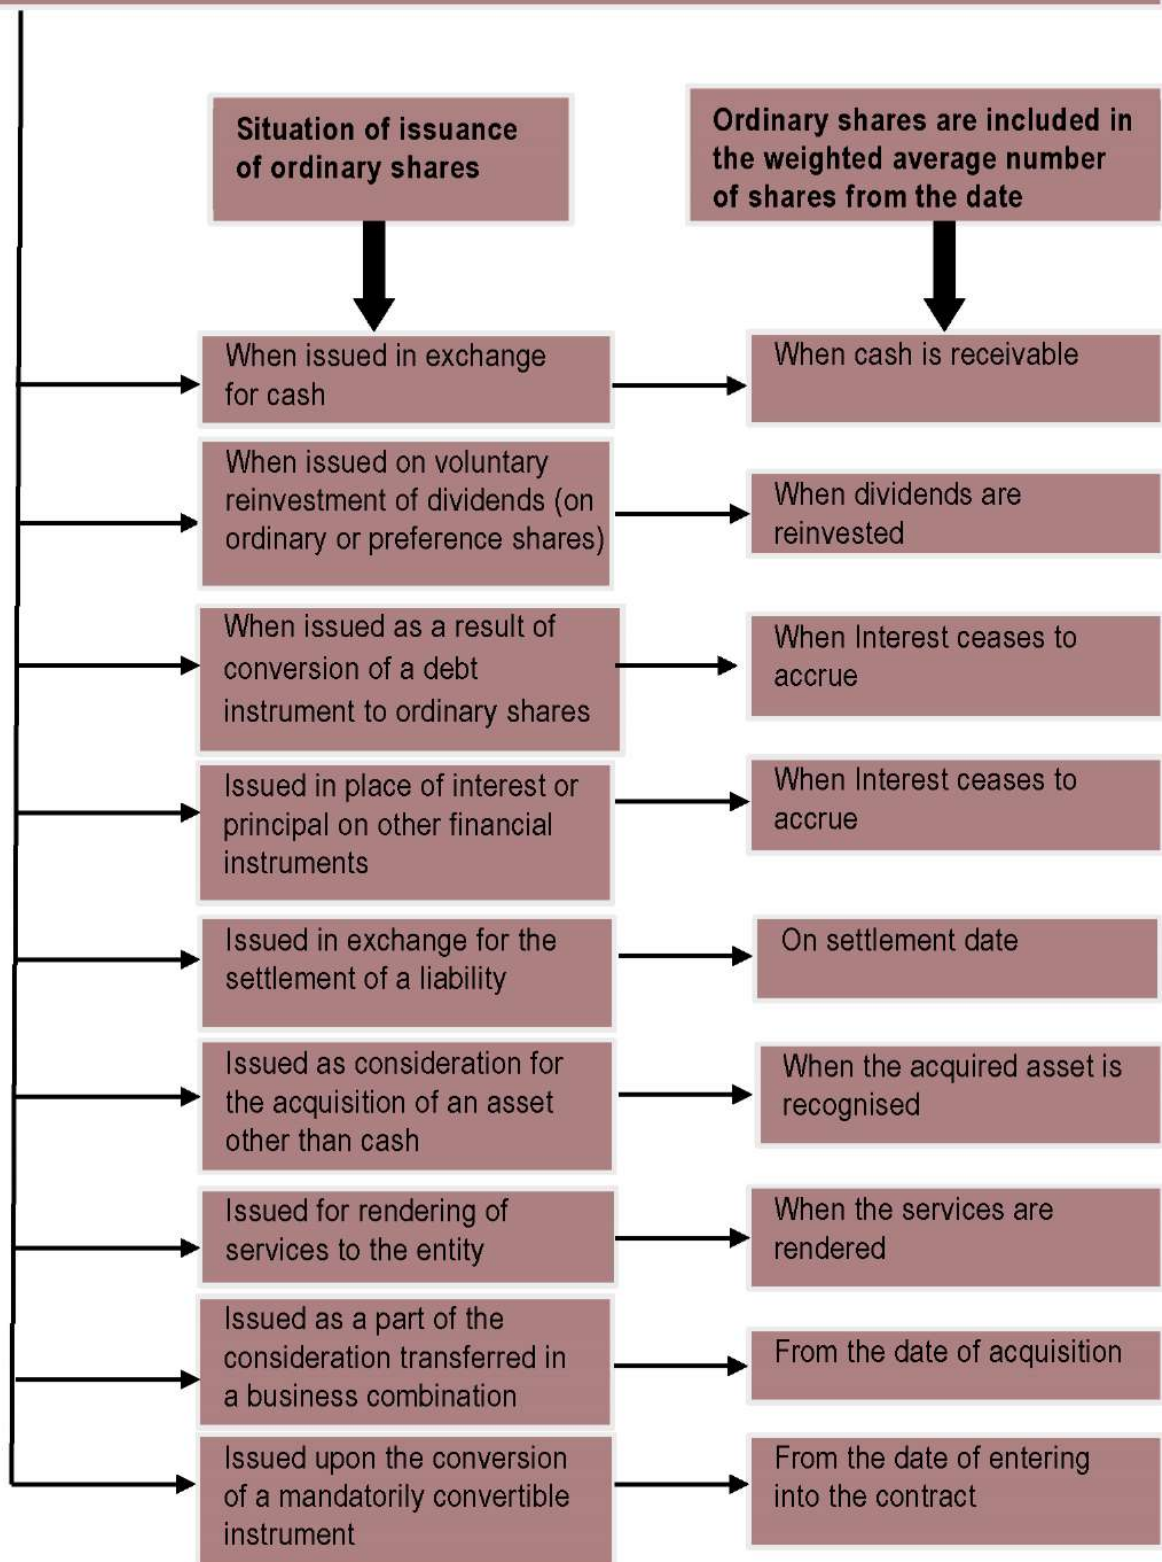 Situation of issuance
of ordinary shares
Ordinary shares are included in
the weighted average number
of shares from the date
When issued in exchange
for cash
When cash is receivable
When issued on voluntary
reinvestment of dividends (on
ordinary or preference shares)
When dividends are
reinvested
When issued as a result of
conversion of a debt
instrument to ordinary shares
When Interest ceases to
accrue
Issued in place of interest or
principal on other financial
instruments
When Interest ceases to
accrue
Issued in exchange for the
settlement of a liability
On settlement date
Issued as consideration for
the acquisition of an asset
other than cash
When the acquired asset is
recognised
Issued for rendering of
services to the entity
When the services are
rendered
Issued as a part of the
consideration transferred in
a business combination
From the date of acquisition
Issued upon the conversion
of a mandatorily convertible
instrument
From the date of entering
into the contract